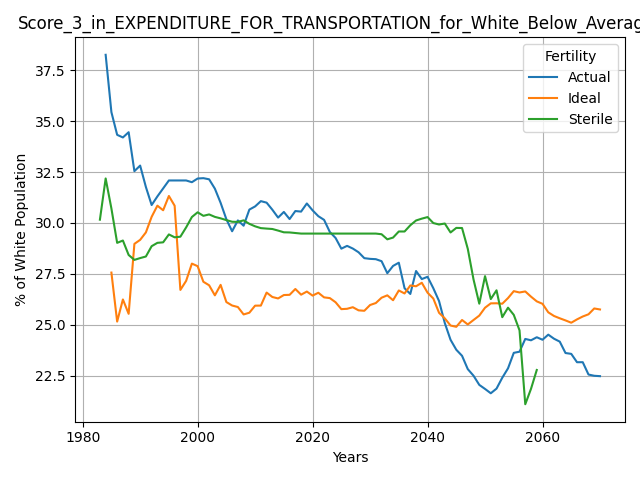 Score_3_in_EXPENDITURE_FOR_TRANSPORTATION_for_White_Below_Averag
Fertility
Actual
Ideal
Sterile
% of White Population
37.5
35.0
32.5
30.0
27.5
25.0
22.5
1980
2000
2020
2040
2060
Years